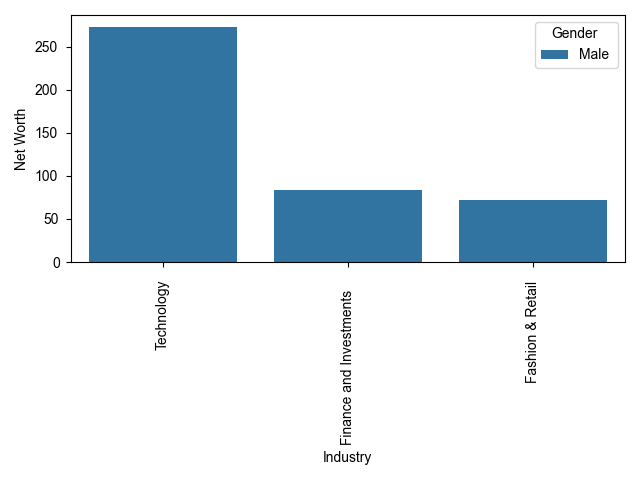 Gender
Male
Net Worth
250
200
150
100
50
0
Technology
Finance and Investments
Fashion & Retail
Industry